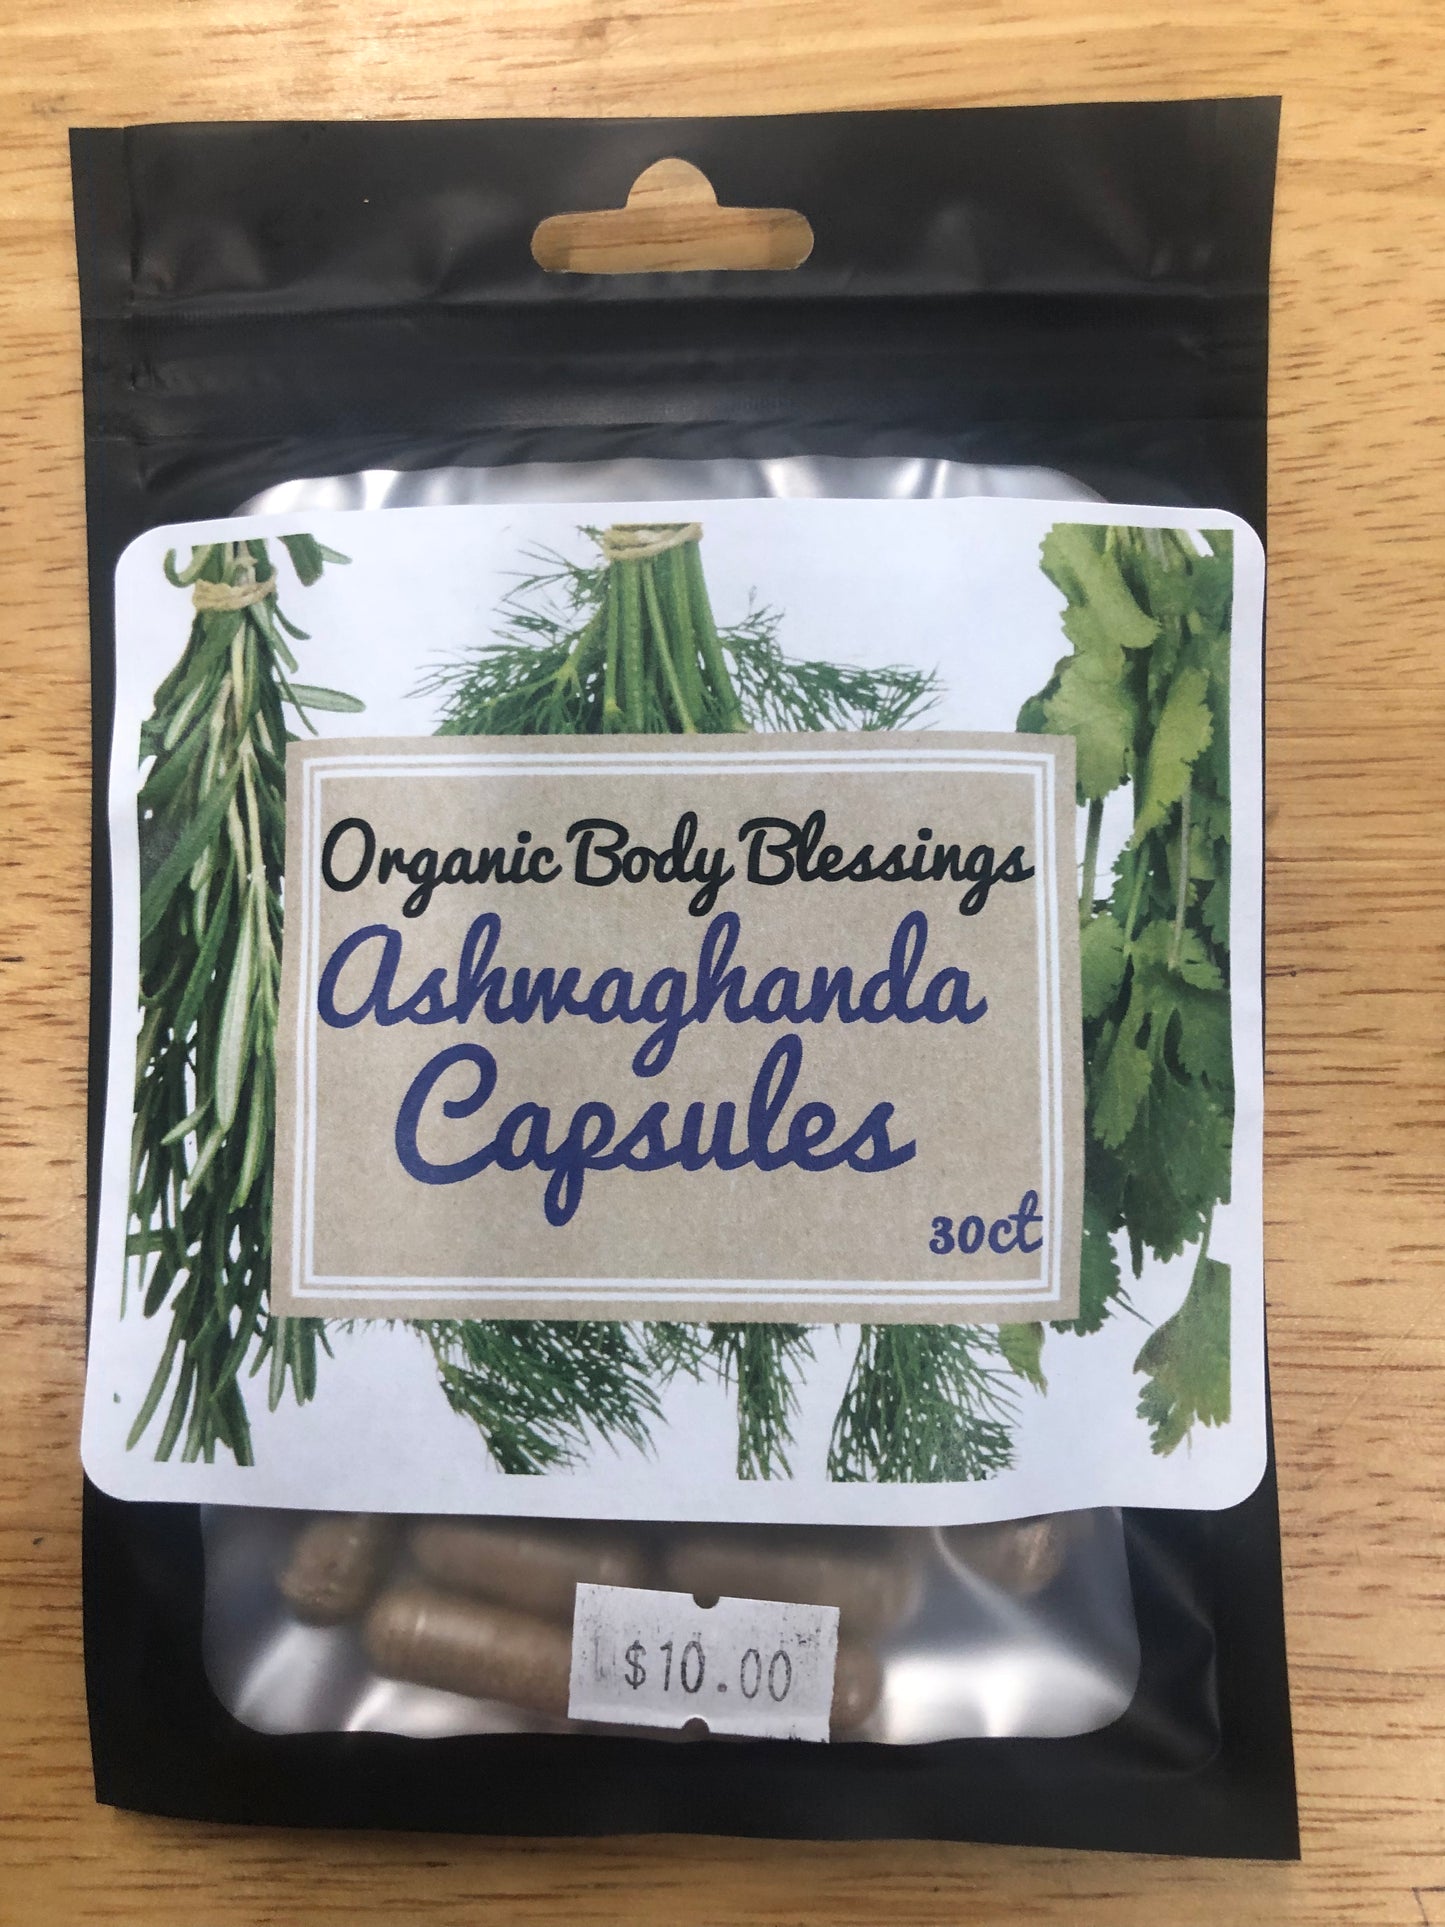 Organic Body Blessings
Ashwaghanda
Capsules
30ct
$10.00